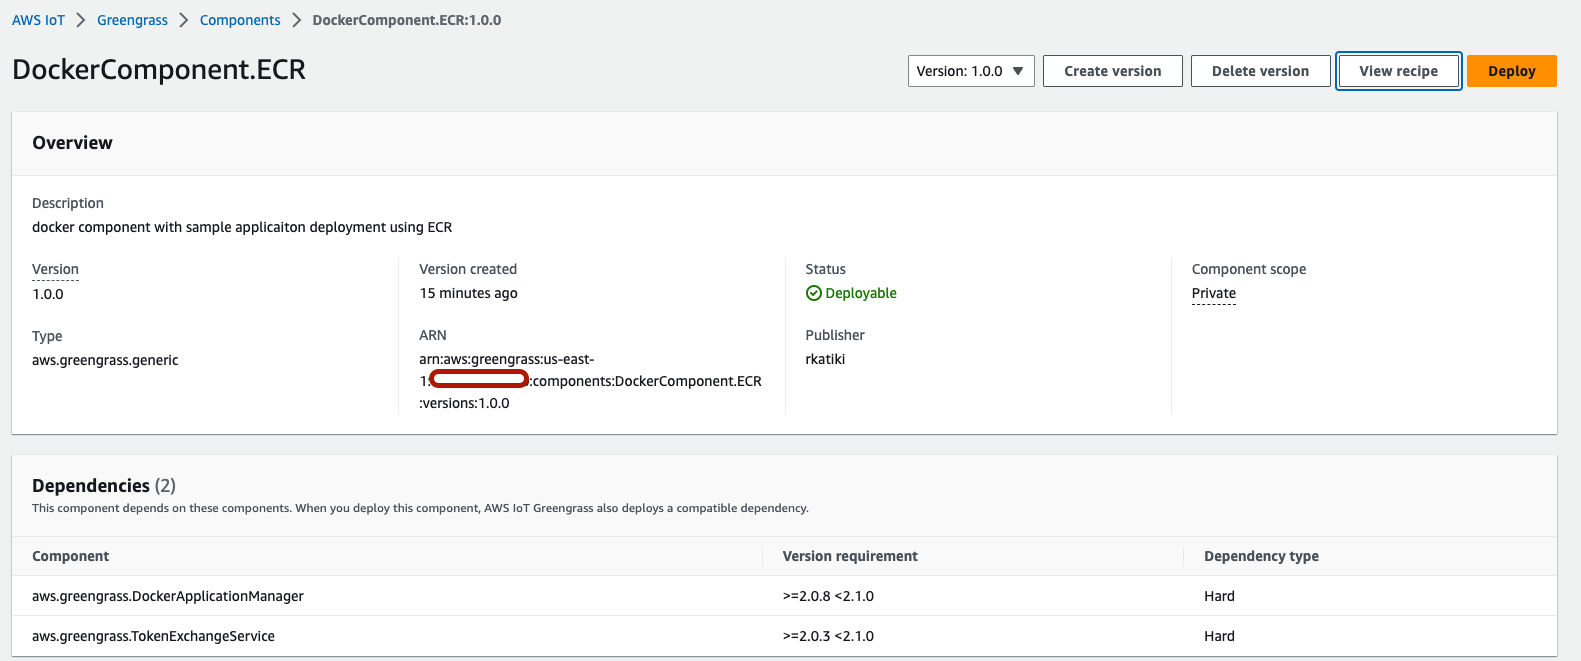 AWS IoT > Greengrass > Components > DockerComponent.ECR:1.0.0
DockerComponent.ECR
Version: 1.0.0
Create version
Delete version
View recipe
Deploy
Overview
Description
docker component with sample applicaiton deployment using ECR
Version
1.0.0
Type
aws.greengrass.generic
Version created
15 minutes ago
ARN
arn:aws:greengrass:us-east-
1: :components:DockerComponent.ECR
:versions:1.0.0
Status
Deployable
Publisher
rkatiki
Component scope
Private
Dependencies (2)
This component depends on these components. When you deploy this component, AWS IoT Greengrass also deploys a compatible dependency.
Component Version requirement Dependency type
aws.greengrass.DockerApplicationManager >=2.0.8 <2.1.0 Hard
aws.greengrass.TokenExchangeService >=2.0.3 <2.1.0 Hard